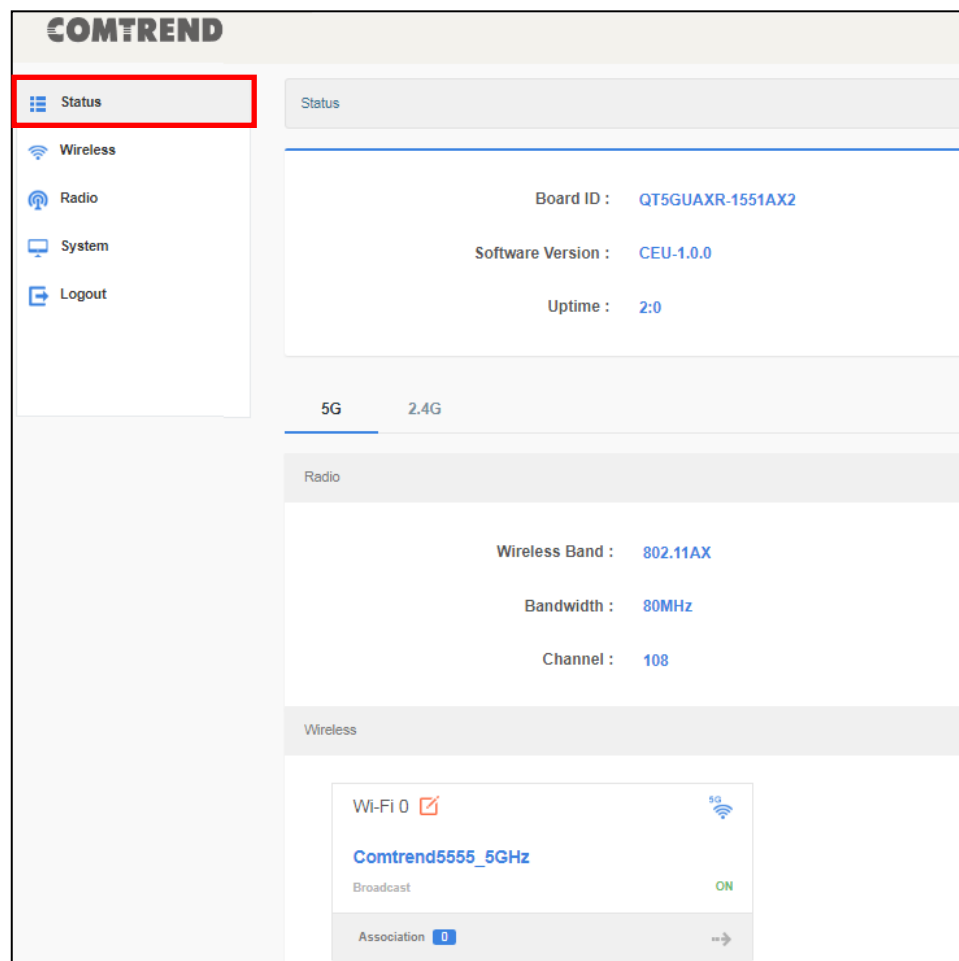 COMTREND
Status
Wireless
Radio
System
Logout
Status
Board ID : QT5GUAXR-1551AX2
Software Version : CEU-1.0.0
Uptime : 2:0
5G 2.4G
Radio
Wireless Band : 802.11AX
Bandwidth : 80MHz
Channel : 108
Wireless
Wi-Fi 0 5G
Comtrend5555_5GHz
Broadcast ON
Association 0